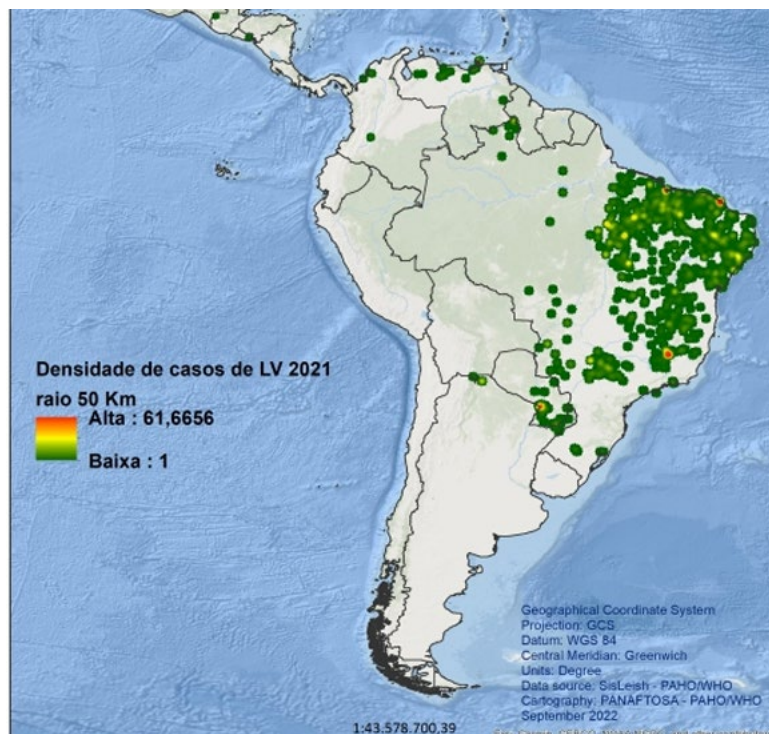 Densidade de casos de LV 2021
raio 50 Km
Alta : 61,6656
Baixa : 1
Geographical Coordinate System
Projection: GCS
Datum: WGS 84
Central Meridian: Greenwich
Units: Degree
Data source: SisLeish - PAHO/WHO
Cartography: PANAFTOSA - PAHO/WHO
September 2022
1:43.578.700,39